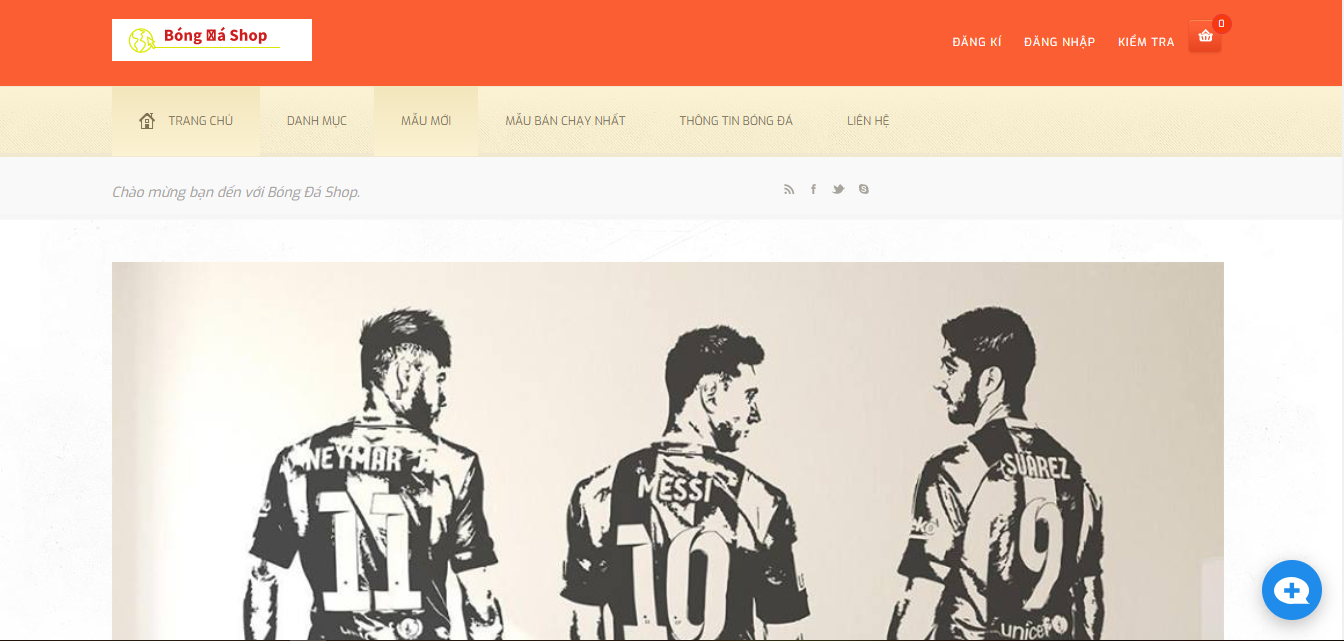 Bóng Đá Shop
ĐĂNG KÍ ĐĂNG NHẬP KIỂM TRA 0
TRANG CHỦ DANH MỤC MẪU MỚI MẪU BÁN CHẠY NHẤT THÔNG TIN BÓNG ĐÁ LIÊN HỆ
Chào mừng bạn đến với Bóng Đá Shop.
NEYMAR MESSI SUÁREZ
11 10 9
unicef